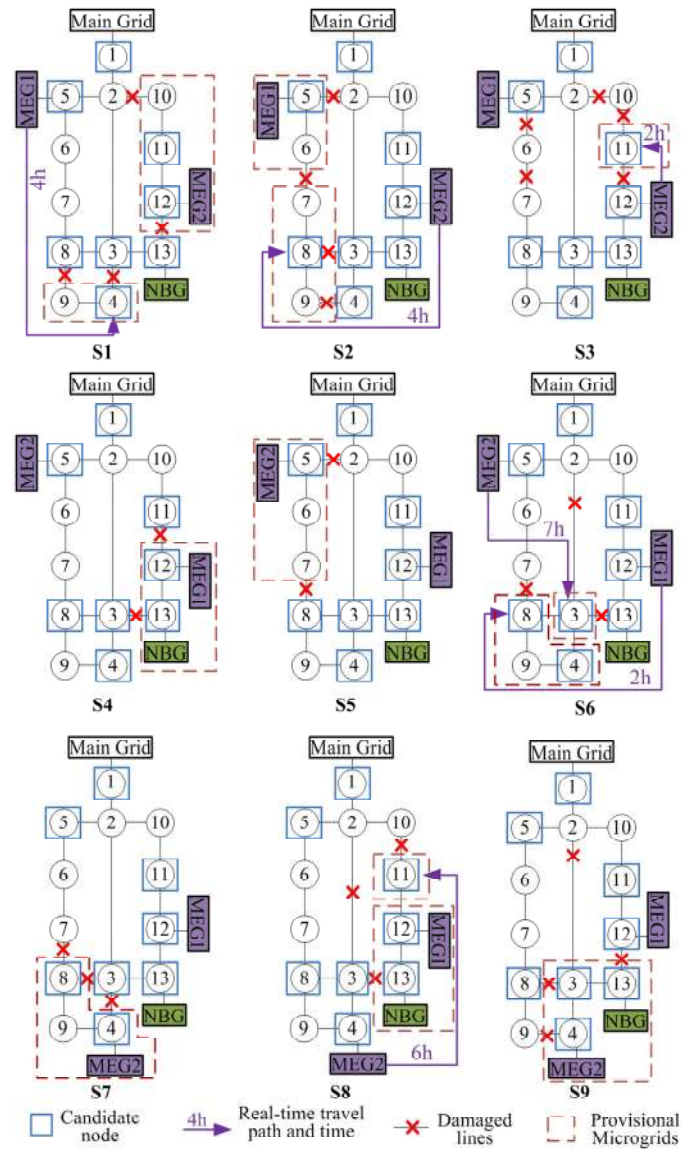 Main Grid Main Grid Main Grid
1 1 1
MEG1 5 2 10 MEG1 5 2 10 MEG1 5 2 10
4h 6 11 6 11 6 11 2h
7 12 MEG2 7 12 MEG2 7 12 MEG2
8 3 13 8 3 13 8 3 13
9 4 NBG 9 4 NBG 9 4 NBG
4h
S1 S2 S3
Main Grid Main Grid Main Grid
1 1 1
MEG2 5 2 10 MEG2 5 2 10 MEG2 5 2 10
6 11 6 11 6 7h 11
7 12 MEG1 7 12 MEG1 7 12 MEG1
8 3 13 8 3 13 8 3 13
9 4 NBG 9 4 NBG 9 4 NBG
2h
S4 S5 S6
Main Grid Main Grid Main Grid
1 1 1
5 2 10 5 2 10 5 2 10
6 11 6 11 6 11
7 12 MEG1 7 12 MEG1 7 12 MEG1
8 3 13 8 3 13 8 3 13
9 4 NBG 9 4 NBG 9 4 NBG
MEG2 MEG2 6h MEG2
S7 S8 S9
Candidate node
4h Real-time travel path and time
Damaged lines
Provisional Microgrids